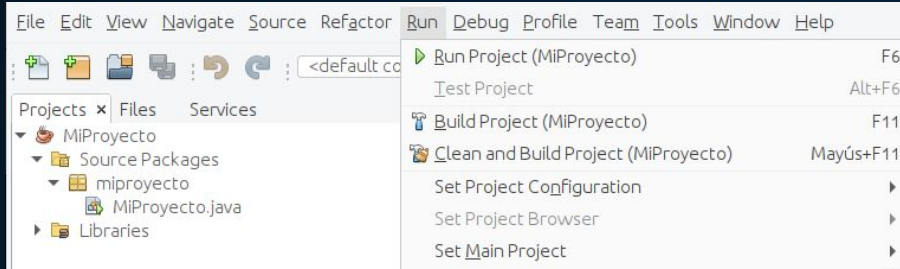 File Edit View Navigate Source Refactor Run Debug Profile Team Tools Window Help
<default co
Projects Files Services
MiProyecto
Source Packages
miproyecto
MiProyecto.java
Libraries
Run Project (MiProyecto) F6
Test Project Alt+F6
Build Project (MiProyecto) F11
Clean and Build Project (MiProyecto) Mayús+F11
Set Project Configuration
Set Project Browser
Set Main Project